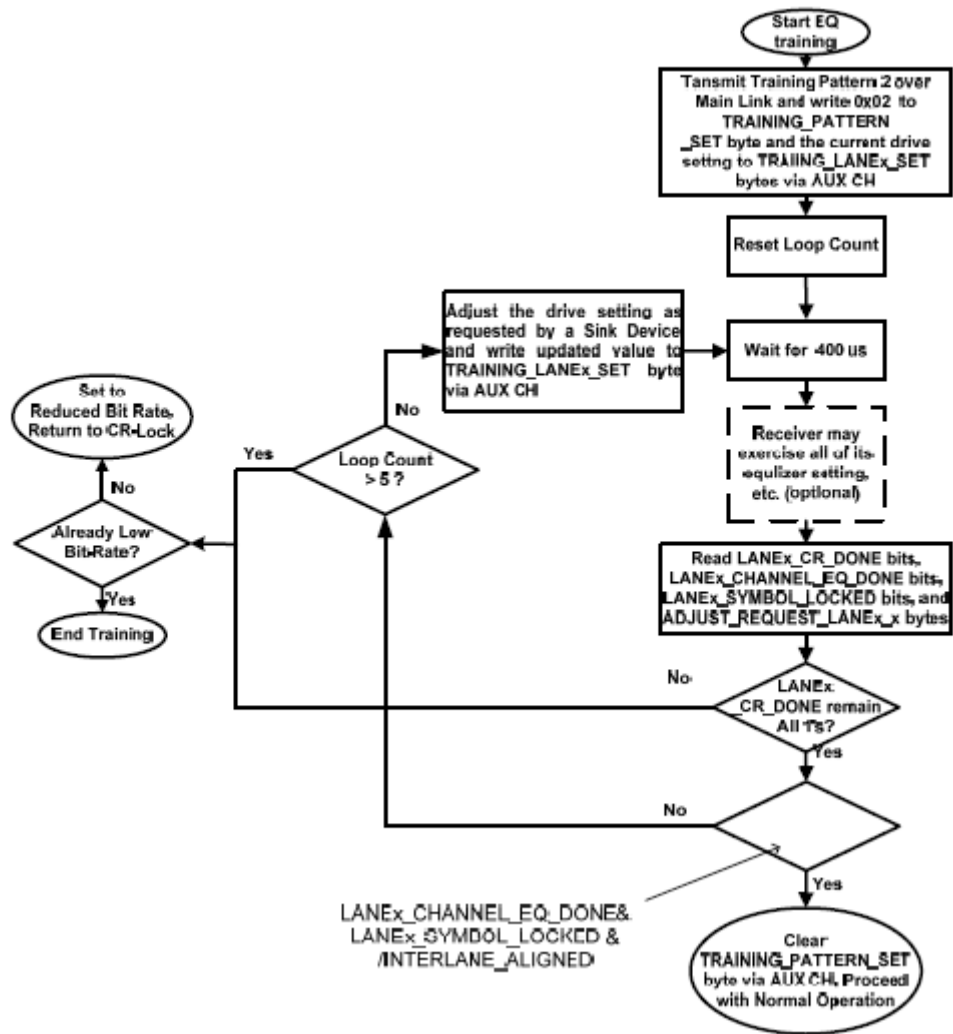 Start EQ
training
Tansmit Training Pattern 2 over
Main Link and write 0x02 to
TRAINING_PATTERN
_SET byte and the current drive
setting to TRAIING_LANEx_SET
bytes via AUX CH
Reset Loop Count
Adjust the drive setting as
requested by a Sink Device
and write updated value to
TRAINING_LANEx_SET byte
via AUX CH
Wait for 400 us
Set to
Reduced Bit Rate,
Return to CR-Lock
No
Yes
Loop Count
> 5 ?
Receiver may
exercise all of its
equlizer setting,
etc. (optional)
No
Already Low
Bit-Rate?
Yes
End Training
Read LANEx_CR_DONE bits,
LANEx_CHANNEL_EQ_DONE bits,
LANEx_SYMBOL_LOCKED bits, and
ADJUST_REQUEST_LANEx_x bytes
No
LANEx
_CR_DONE remain
All 1's?
Yes
No
Yes
LANEx_CHANNEL_EQ_DONE&
LANEx_SYMBOL_LOCKED &
/INTERLANE_ALIGNED
Clear
TRAINING_PATTERN_SET
byte via AUX CH, Proceed
with Normal Operation